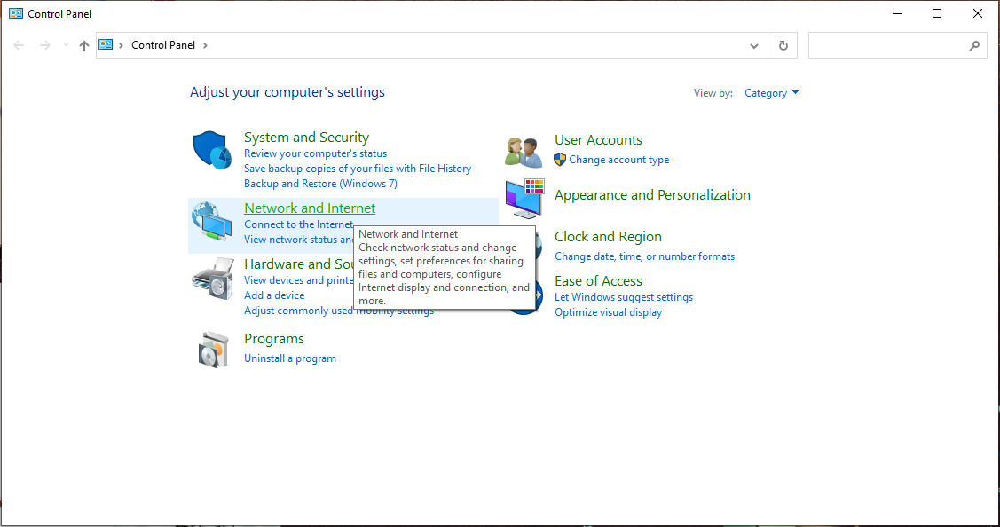 Control Panel
Control Panel
Adjust your computer's settings
View by: Category
System and Security
Review your computer's status
Save backup copies of your files with File History
Backup and Restore (Windows 7)
Network and Internet
Connect to the Internet
View network status and
Hardware and Sou
View devices and printe
Add a device
Adjust commonly used mobility settings
Programs
Uninstall a program
Network and Internet
Check network status and change
settings, set preferences for sharing
files and computers, configure
Internet display and connection, and
more.
User Accounts
Change account type
Appearance and Personalization
Clock and Region
Change date, time, or number formats
Ease of Access
Let Windows suggest settings
Optimize visual display